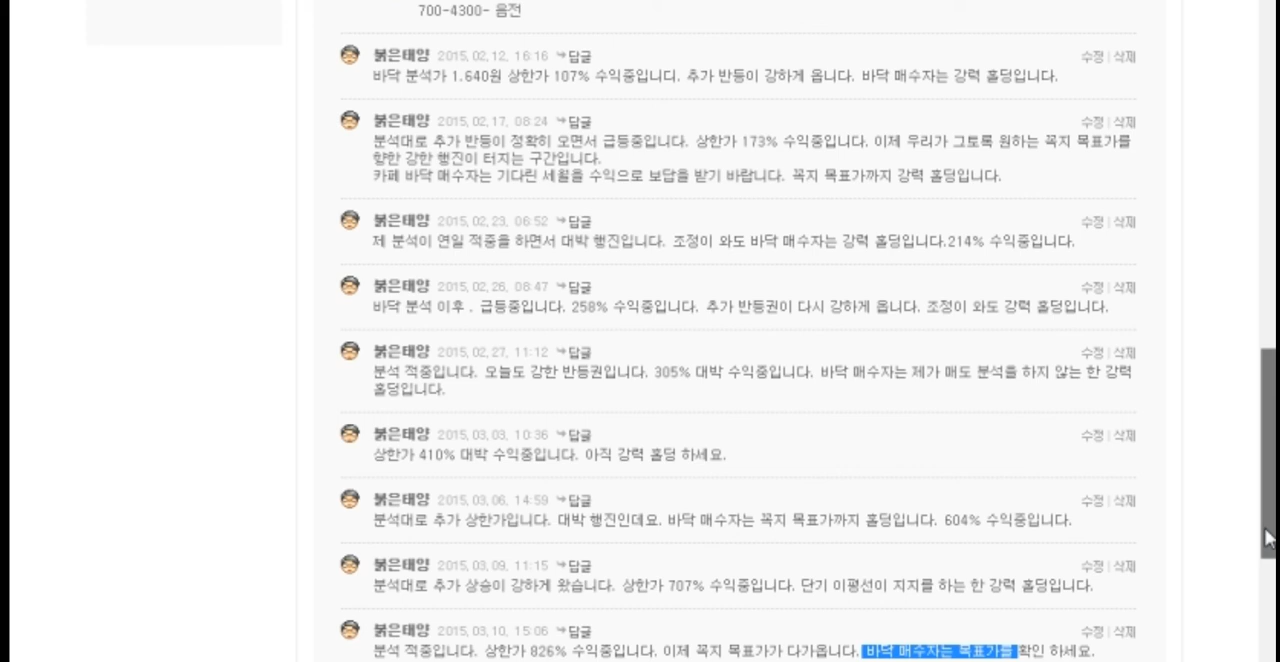 700-4300- 음전
붉은태양 2015.02.12. 16:16 답글 수정 | 삭제
바닥 분석가 1.640원 상한가 107% 수익중입니다. 추가 반등이 강하게 옵니다. 바닥 매수자는 강력 홀딩입니다.
붉은태양 2015.02.17. 08:24 답글 수정 | 삭제
분석대로 추가 반등이 정확히 오면서 급등중입니다. 상한가 173% 수익중입니다. 이제 우리가 그토록 원하는 꼭지 목표가를
향한 강한 행진이 터지는 구간입니다.
카페 바닥 매수자는 기다린 세월을 수익으로 보답을 받기 바랍니다. 꼭지 목표가까지 강력 홀딩입니다.
붉은태양 2015.02.23. 06:52 답글 수정 | 삭제
제 분석이 연일 적중을 하면서 대박 행진입니다. 조정이 와도 바닥 매수자는 강력 홀딩입니다.214% 수익중입니다.
붉은태양 2015.02.26. 08:47 답글 수정 | 삭제
바닥 분석 이후 . 급등중입니다. 258% 수익중입니다. 추가 반등권이 다시 강하게 옵니다. 조정이 와도 강력 홀딩입니다.
붉은태양 2015.02.27. 11:12 답글 수정 | 삭제
분석 적중입니다. 오늘도 강한 반등권입니다. 305% 대박 수익중입니다. 바닥 매수자는 제가 매도 분석을 하지 않는 한 강력
홀딩입니다.
붉은태양 2015.03.03. 10:36 답글 수정 | 삭제
상한가 410% 대박 수익중입니다. 아직 강력 홀딩 하세요.
붉은태양 2015.03.06. 14:59 답글 수정 | 삭제
분석대로 추가 상한가입니다. 대박 행진인데요. 바닥 매수자는 꼭지 목표가까지 홀딩입니다. 604% 수익중입니다.
붉은태양 2015.03.09. 11:15 답글 수정 | 삭제
분석대로 추가 상승이 강하게 왔습니다. 상한가 707% 수익중입니다. 단기 이평선이 지지를 하는 한 강력 홀딩입니다.
붉은태양 2015.03.10. 15:06 답글 수정 | 삭제
분석 적중입니다. 상한가 826% 수익중입니다. 이제 꼭지 목표가가 다가옵니다. 바닥 매수자는 목표가를 확인 하세요.